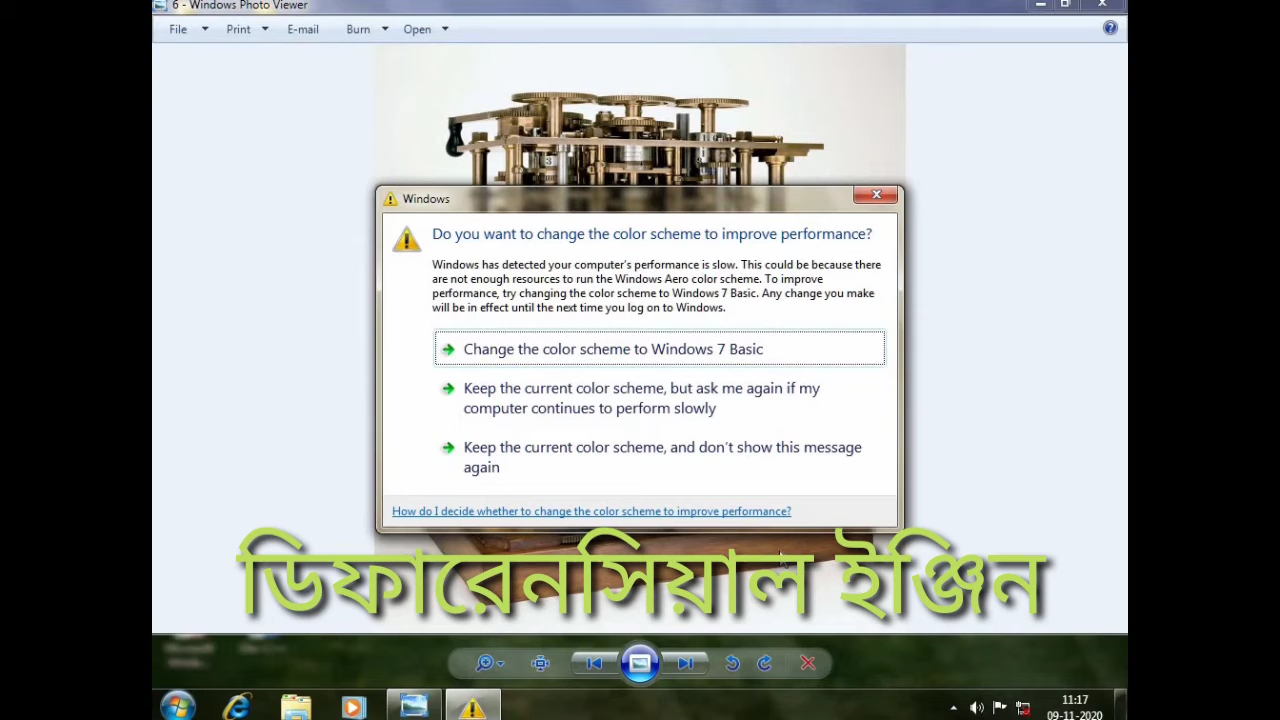 6 - Windows Photo Viewer
File Print E-mail Burn Open
Windows
Do you want to change the color scheme to improve performance?
Windows has detected your computer's performance is slow. This could be because there
are not enough resources to run the Windows Aero color scheme. To improve
performance, try changing the color scheme to Windows 7 Basic. Any change you make
will be in effect until the next time you log on to Windows.
Change the color scheme to Windows 7 Basic
Keep the current color scheme, but ask me again if my
computer continues to perform slowly
Keep the current color scheme, and don't show this message
again
How do I decide whether to change the color scheme to improve performance?
ডিফারেনসিয়াল ইঞ্জিন
11:17
09-11-2020